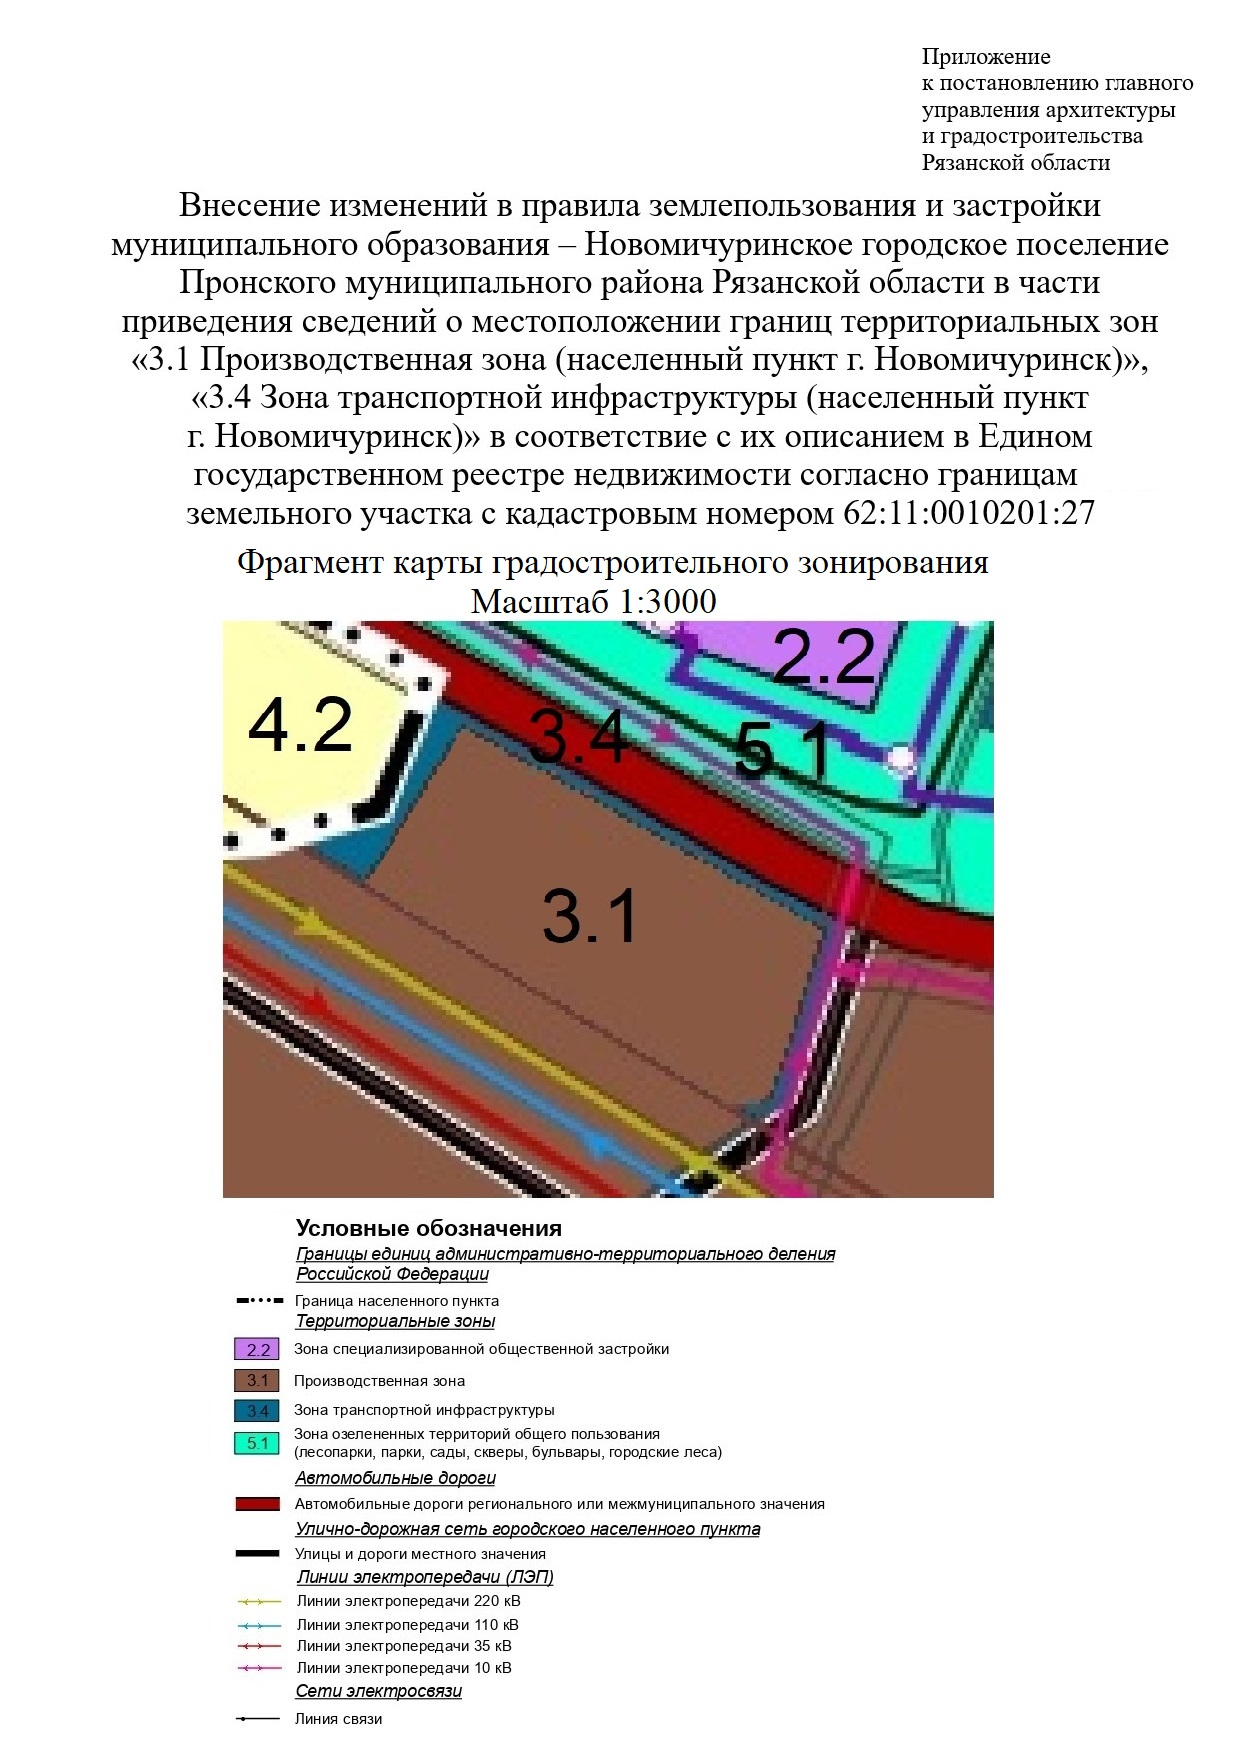 Приложение
к постановлению главного
управления архитектуры
и градостроительства
Рязанской области
Внесение изменений в правила землепользования и застройки
муниципального образования – Новомичуринское городское поселение
Пронского муниципального района Рязанской области в части
приведения сведений о местоположении границ территориальных зон
«3.1 Производственная зона (населенный пункт г. Новомичуринск)»,
«3.4 Зона транспортной инфраструктуры (населенный пункт
г. Новомичуринск)» в соответствие с их описанием в Едином
государственном реестре недвижимости согласно границам
земельного участка с кадастровым номером 62:11:0010201:27
Фрагмент карты градостроительного зонирования
Масштаб 1:3000
2.2
4.2
3.4
5.1
3.1
Условные обозначения
Границы единиц административно-территориального деления
Российской Федерации
Граница населенного пункта
Территориальные зоны
2.2 Зона специализированной общественной застройки
3.1 Производственная зона
3.4 Зона транспортной инфраструктуры
5.1 Зона озелененных территорий общего пользования
(лесопарки, парки, сады, скверы, бульвары, городские леса)
Автомобильные дороги
Автомобильные дороги регионального или межмуниципального значения
Улично-дорожная сеть городского населенного пункта
Улицы и дороги местного значения
Линии электропередачи (ЛЭП)
Линии электропередачи 220 кВ
Линии электропередачи 110 кВ
Линии электропередачи 35 кВ
Линии электропередачи 10 кВ
Сети электросвязи
Линия связи